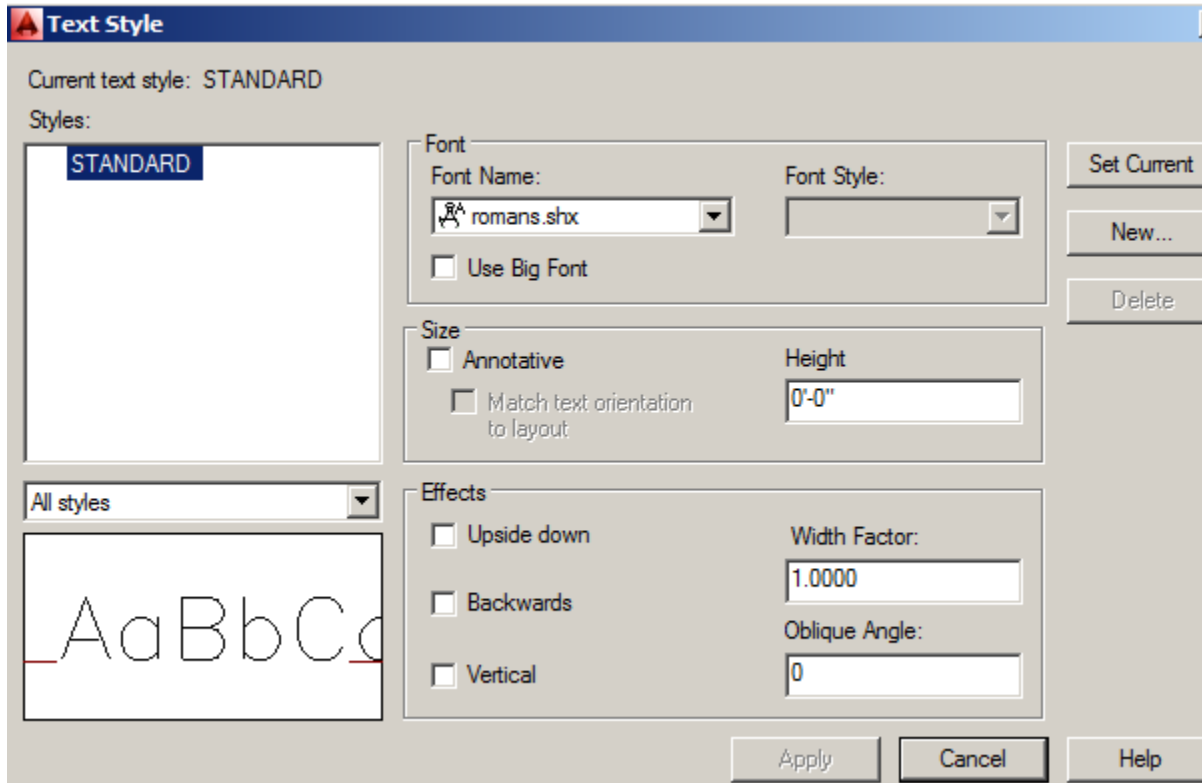 Text Style
Current text style: STANDARD
Styles:
STANDARD
All styles
AaBbC
Font
Font Name:
romans.shx
Use Big Font
Font Style:
Size
Annotative
Match text orientation
to layout
Height
0'-0"
Effects
Upside down
Backwards
Vertical
Width Factor:
1.0000
Oblique Angle:
0
Set Current
New...
Delete
Apply
Cancel
Help